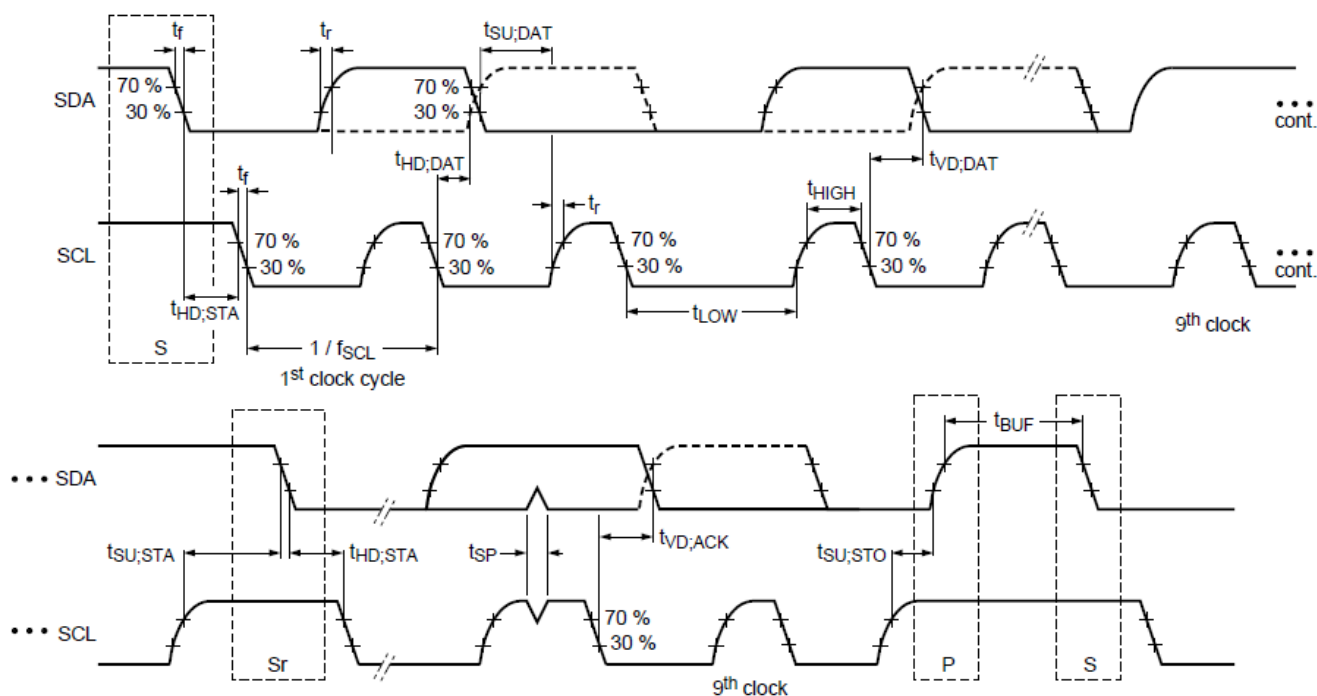 tf
tr
tSU;DAT
70 %
30 %
SDA
70 %
30 %
cont.
tHD;DAT
tVD;DAT
tf
tr
tHIGH
SCL
70 %
30 %
70 %
30 %
70 %
30 %
70 %
30 %
cont.
tHD;STA
tLOW
S
1 / fSCL
1st clock cycle
9th clock
tBUF
••• SDA
tSU;STA
tHD;STA
tSP
tVD;ACK
tSU;STO
••• SCL
70 %
30 %
Sr
9th clock
P
S